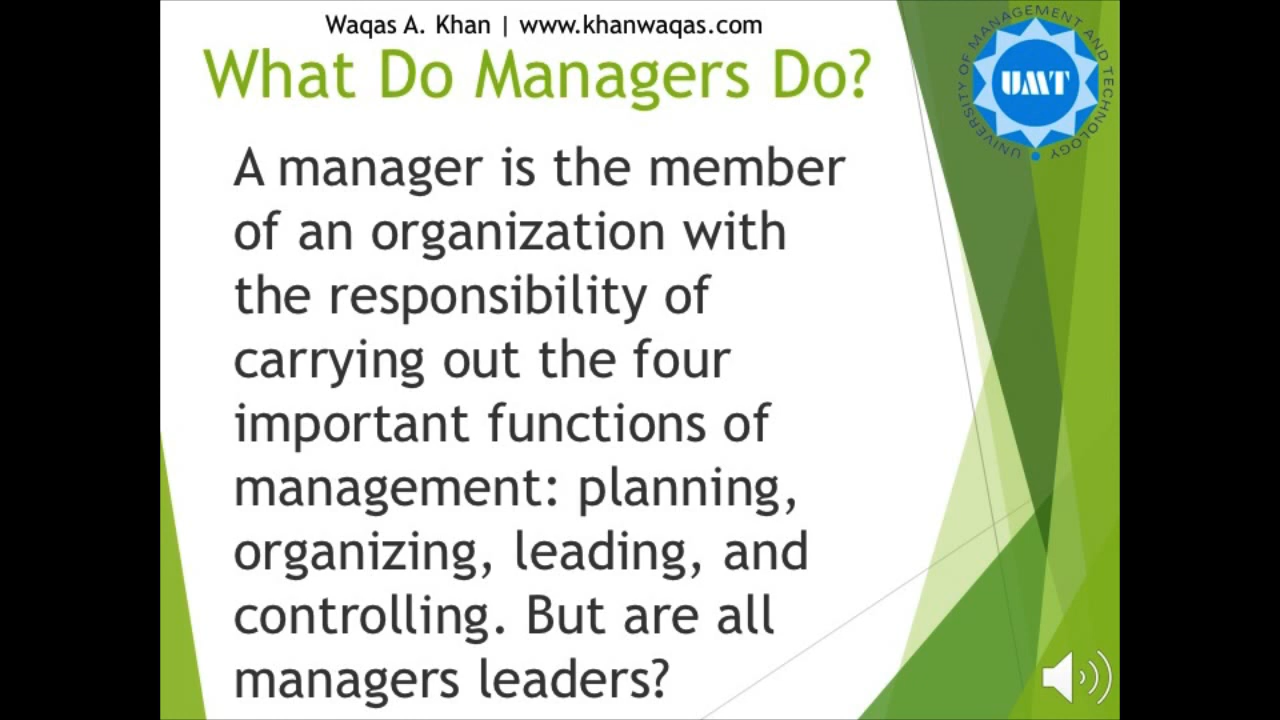 Waqas A. Khan | www.khanwaqas.com
What Do Managers Do?
UNIVERSITY OF MANAGEMENT AND TECHNOLOGY
UMT
A manager is the member
of an organization with
the responsibility of
carrying out the four
important functions of
management: planning,
organizing, leading, and
controlling. But are all
managers leaders?